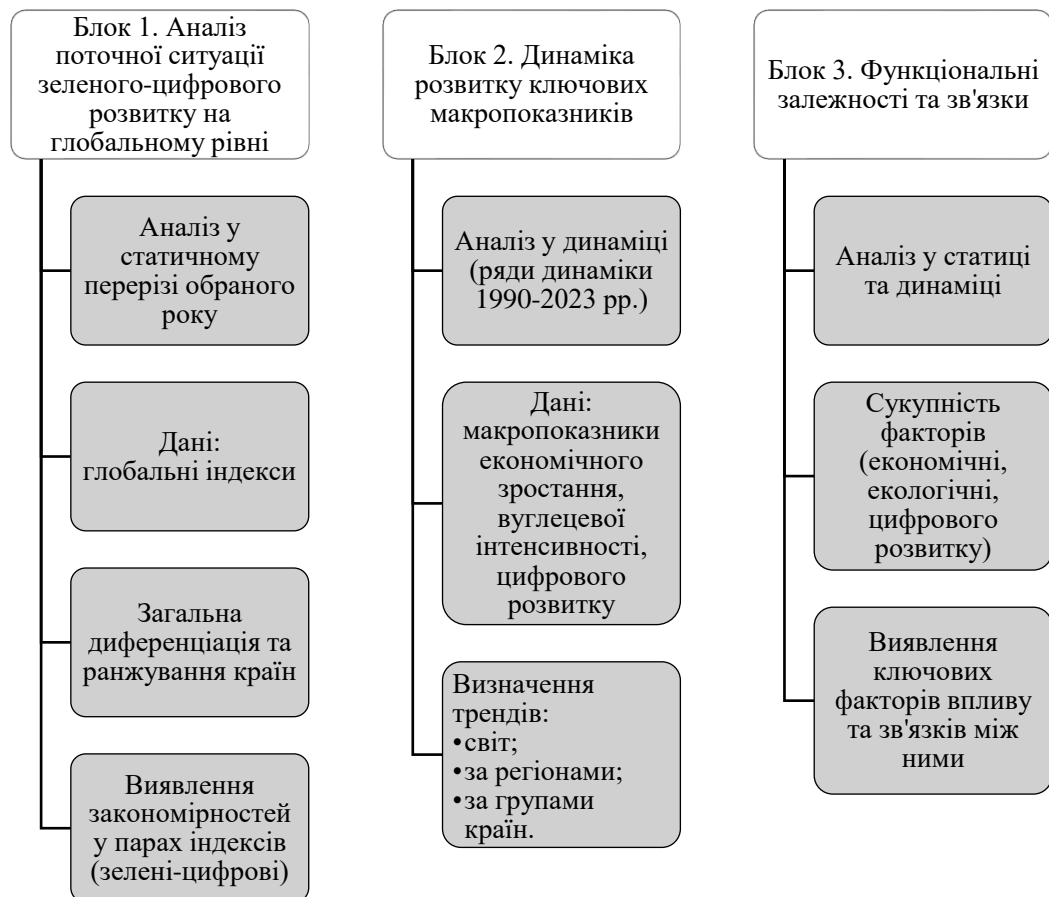 Блок 1. Аналіз
поточної ситуації
зеленого-цифрового
розвитку на
глобальному рівні
Аналіз у
статичному
перерізі обраного
року
Дані:
глобальні індекси
Загальна
диференціація та
ранжування країн
Виявлення
закономірностей
у парах індексів
(зелені-цифрові)
Блок 2. Динаміка
розвитку ключових
макропоказників
Аналіз у динаміці
(ряди динаміки
1990-2023 рр.)
Дані:
макропоказники
економічного
зростання,
вуглецевої
інтенсивності,
цифрового
розвитку
Визначення
трендів:
•світ;
•за регіонами;
•за групами
країн.
Блок 3. Функціональні
залежності та зв'язки
Аналіз у статиці
та динаміці
Сукупність
факторів
(економічні,
екологічні,
цифрового
розвитку)
Виявлення
ключових
факторів впливу
та зв'язків між
ними